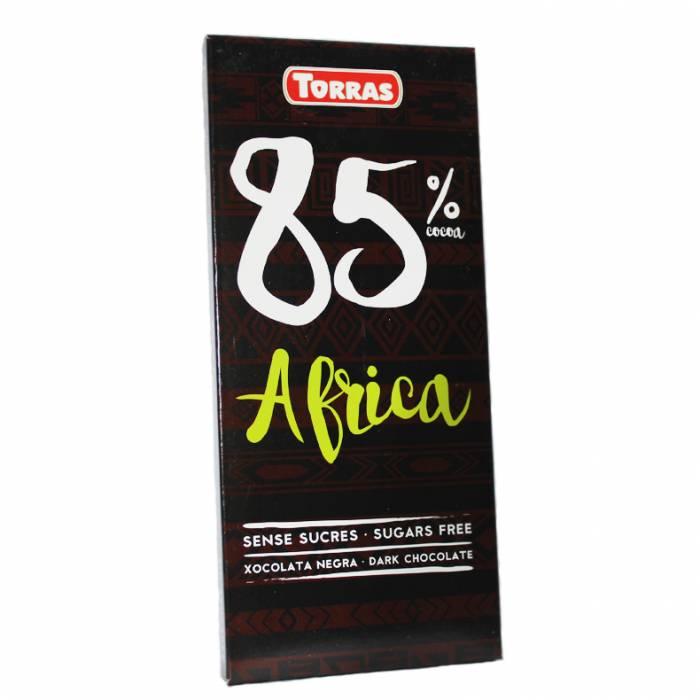 TORRAS
85%
cocoa
Africa
SENSE SUCRES · SUGARS FREE
XOCOLATA NEGRA · DARK CHOCOLATE